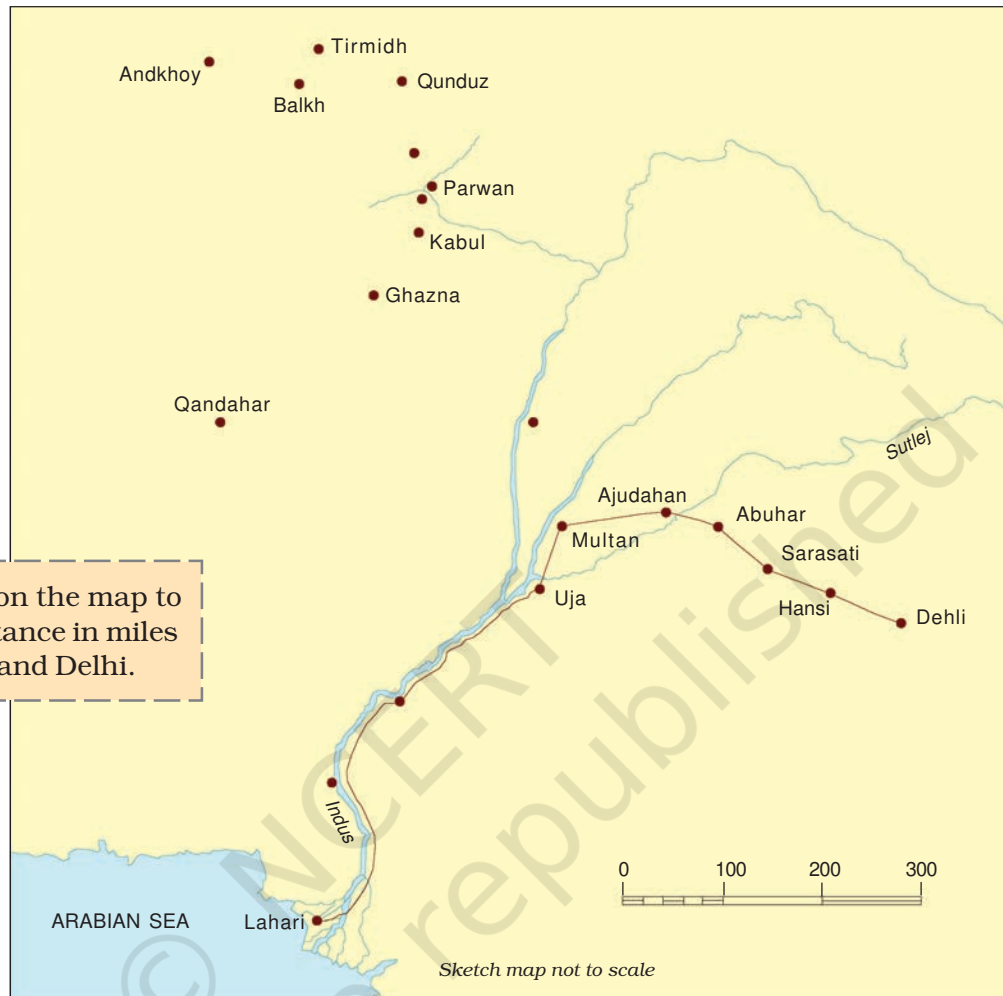 Tirmidh
Andkhoy
Balkh
Qunduz
Parwan
Kabul
Ghazna
Qandahar
Sutlej
Ajudahan
Abuhar
Multan
Sarasati
Uja
Hansi
Dehli
on the map to
tance in miles
and Delhi.
Indus
0 100 200 300
ARABIAN SEA
Lahari
Sketch map not to scale
© NCERT
republished